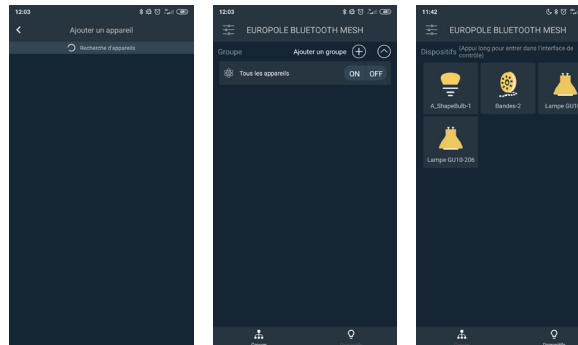 12:03
Ajouter un appareil
Recherche d'appareils
12:03
EUROPOLE BLUETOOTH MESH
Groupe
Ajouter un groupe
Tous les appareils
ON OFF
11:42
EUROPOLE BLUETOOTH MESH
Dispositifs (Appui long pour entrer dans l'interface de
contrôle)
A_ShapeBulb-1
Bandes-2
Lampe GU10
Lampe GU10-206